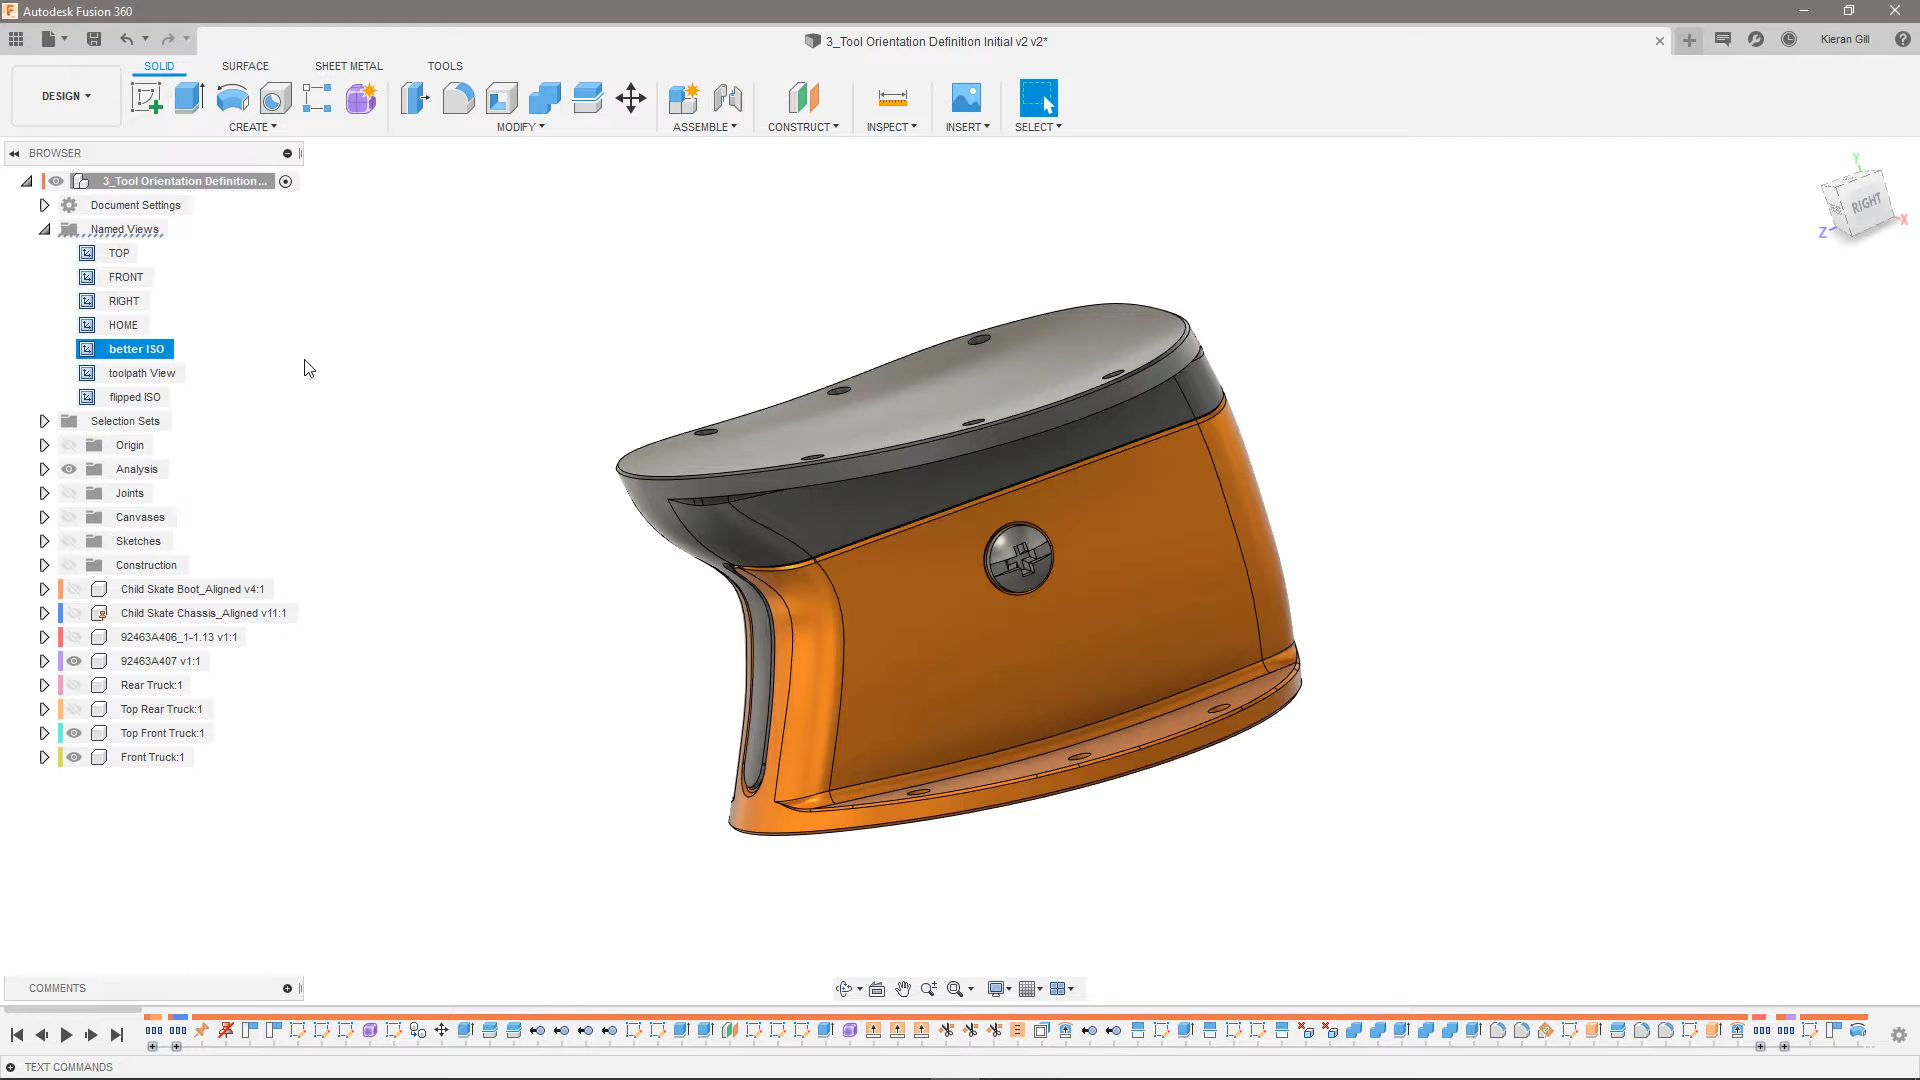 Autodesk Fusion 360
3_Tool Orientation Definition Initial v2 v2*
Kieran Gill
DESIGN
SOLID
SURFACE
SHEET METAL
TOOLS
CREATE
MODIFY
ASSEMBLE
CONSTRUCT
INSPECT
INSERT
SELECT
BROWSER
3_Tool Orientation Definition...
Document Settings
Named Views
TOP
FRONT
RIGHT
HOME
better ISO
toolpath View
flipped ISO
Selection Sets
Origin
Analysis
Joints
Canvases
Sketches
Construction
Child Skate Boot_Aligned v4:1
Child Skate Chassis_Aligned v11:1
92463A406_1-1.13 v1:1
92463A407 v1:1
Rear Truck:1
Top Rear Truck:1
Top Front Truck:1
Front Truck:1
Y
RIGHT
X
Z
COMMENTS
TEXT COMMANDS